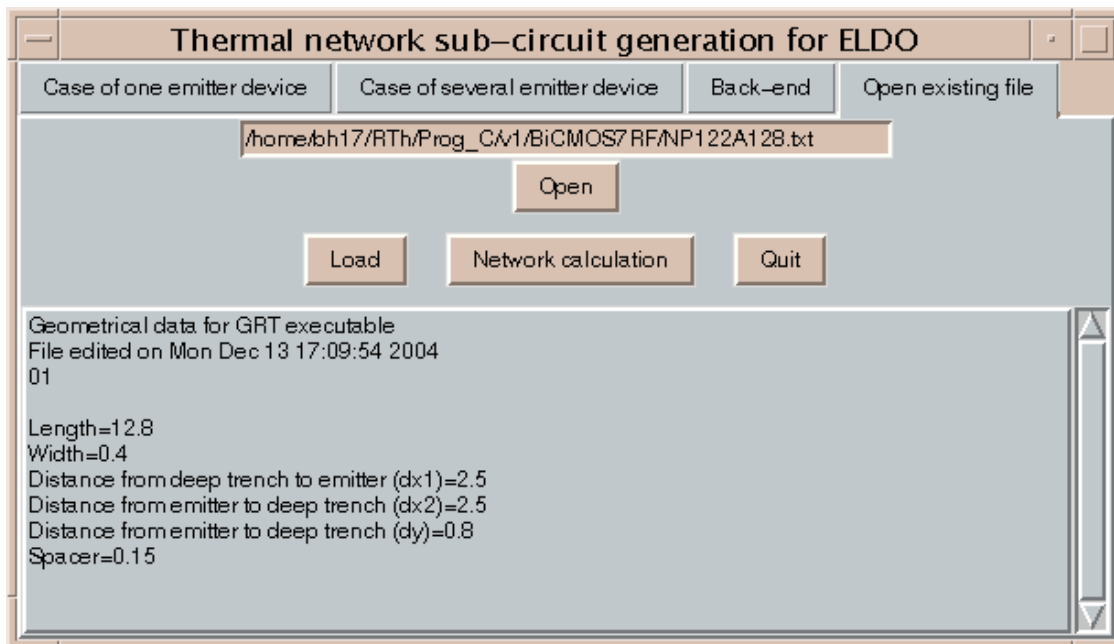 Thermal network sub-circuit generation for ELDO
Case of one emitter device
Case of several emitter device
Back-end
Open existing file
/home/bh17/RTh/Prog_C/v1/BiCMOS7RF/NP122A128.txt
Open
Load
Network calculation
Quit
Geometrical data for GRT executable
File edited on Mon Dec 13 17:09:54 2004
01
Length=12.8
Width=0.4
Distance from deep trench to emitter (dx1)=2.5
Distance from emitter to deep trench (dx2)=2.5
Distance from emitter to deep trench (dy)=0.8
Spacer=0.15